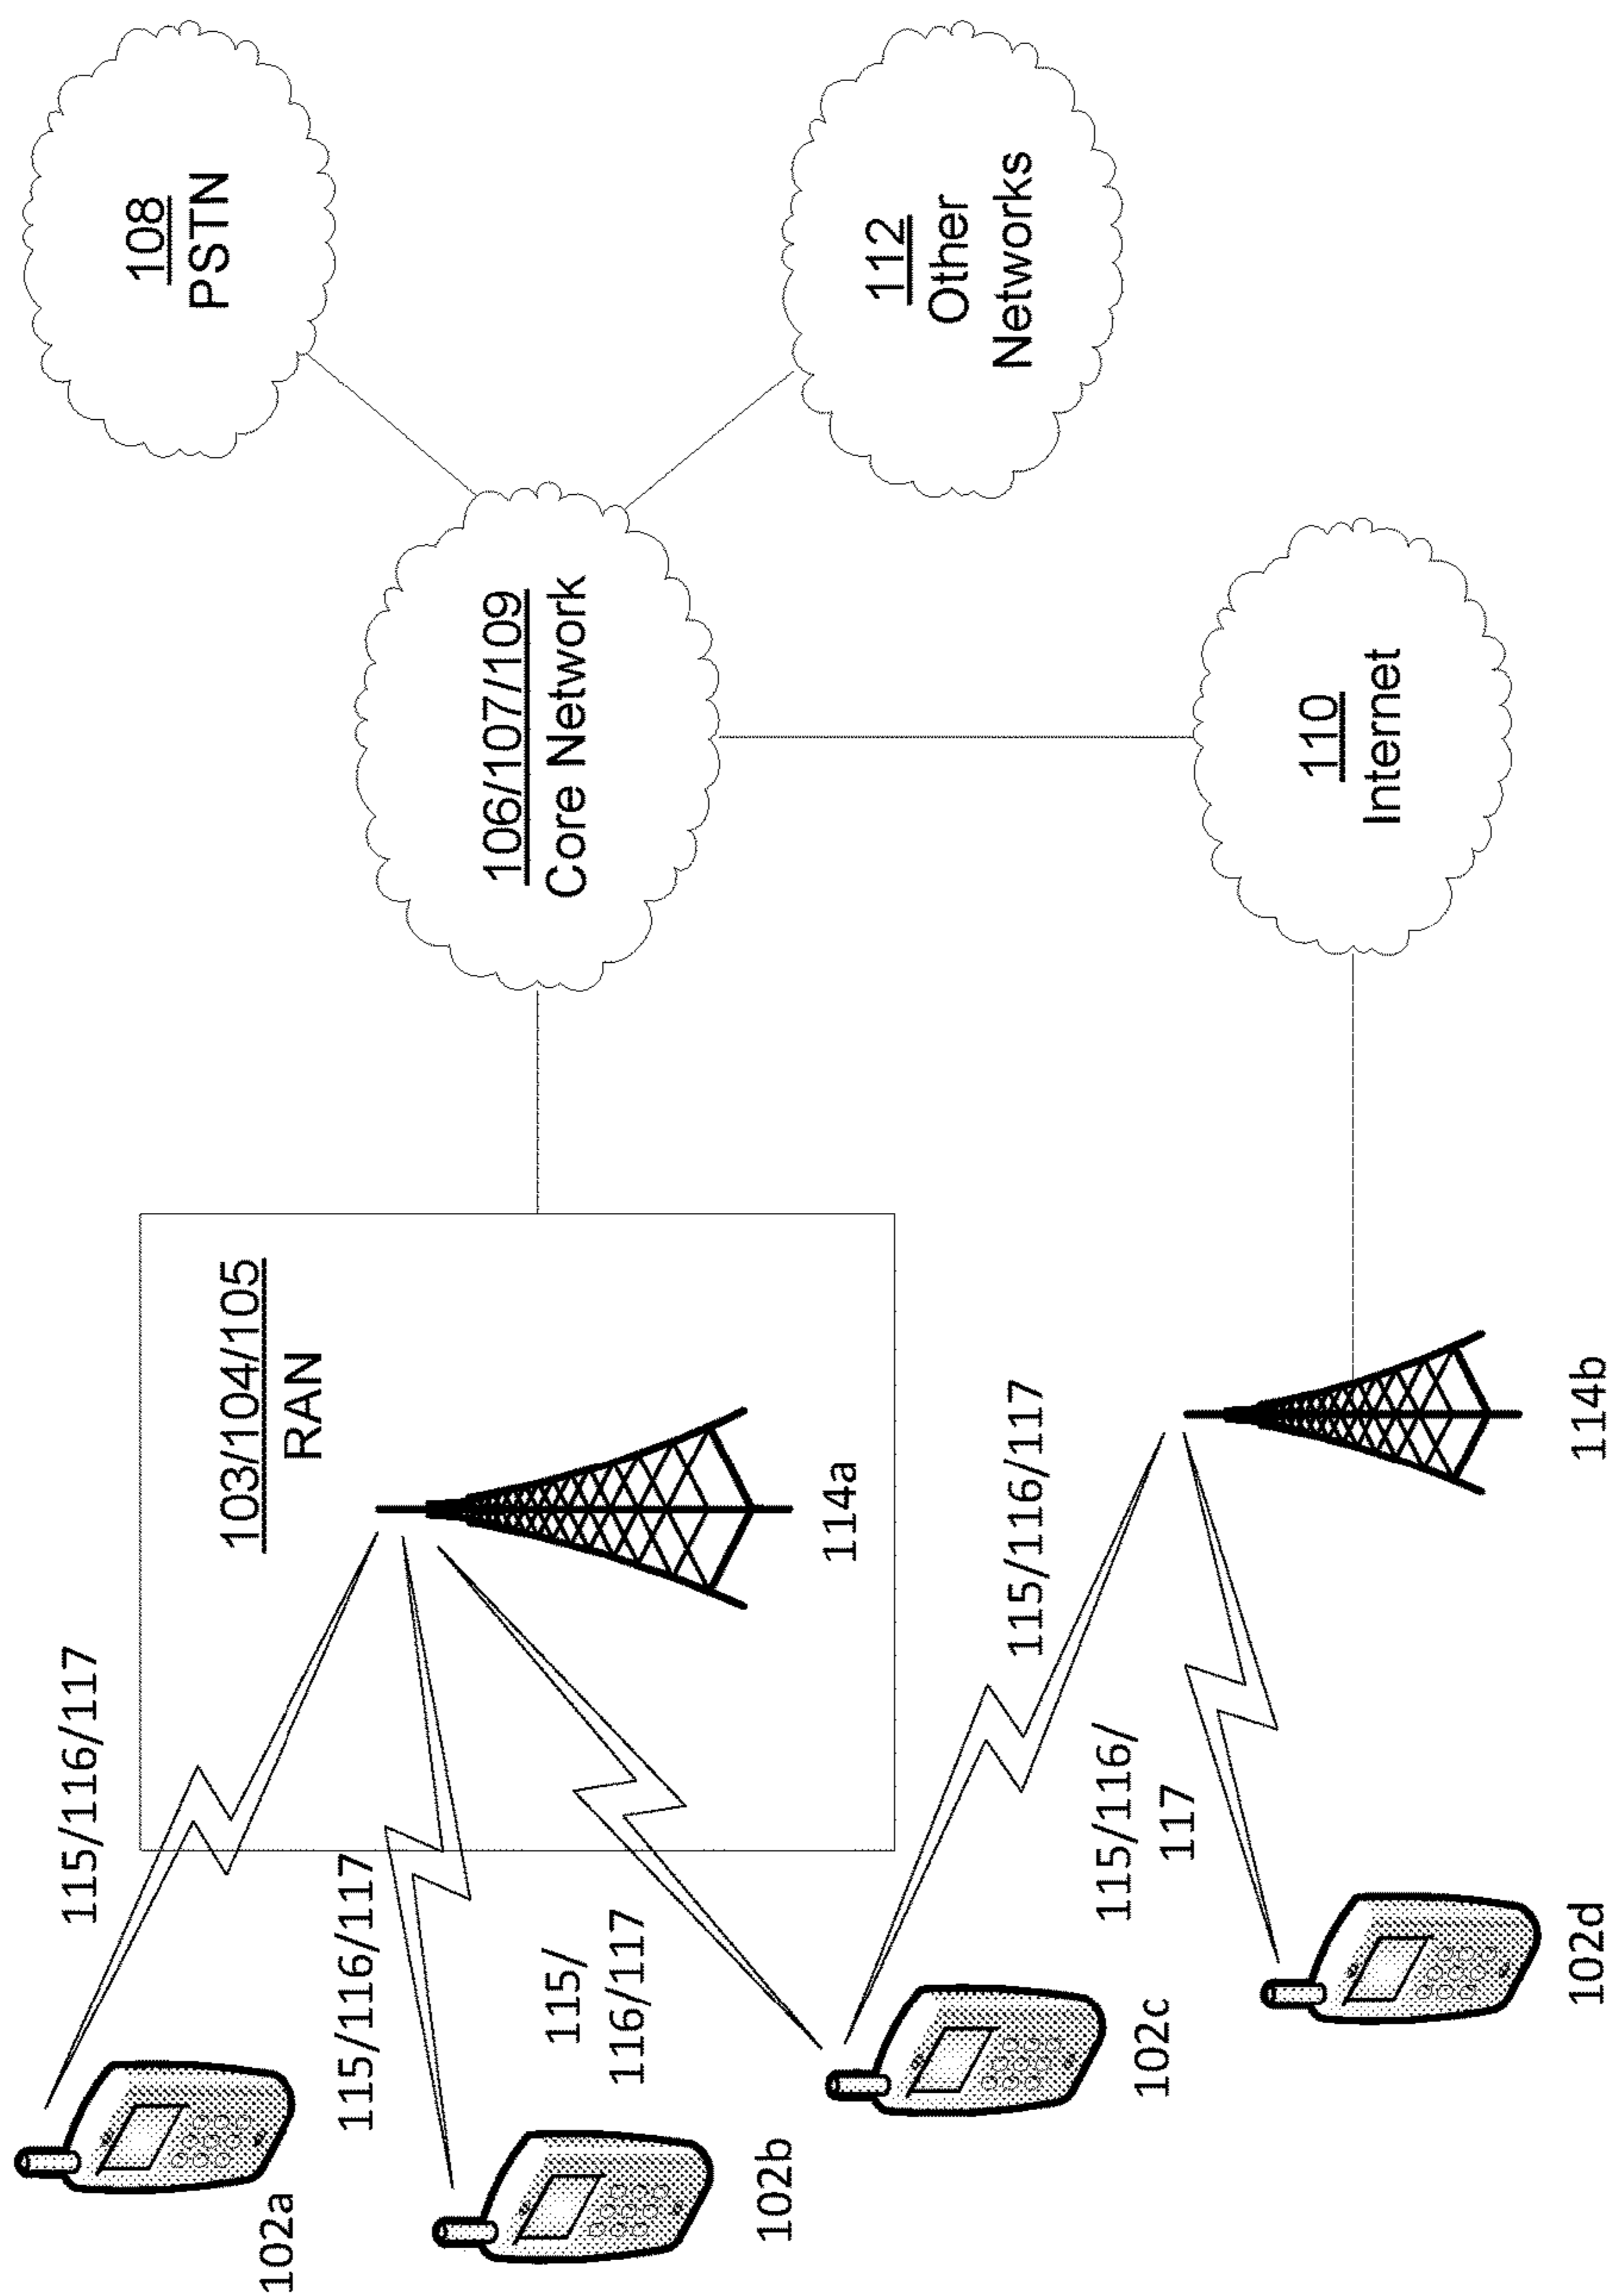 115/116/117
102a
103/104/105
RAN
108
PSTN
115/116/117
102b
114a
106/107/109
Core Network
115/
116/117
112
Other
Networks
102c
115/116/117
115/116/
117
110
Internet
102d
114b